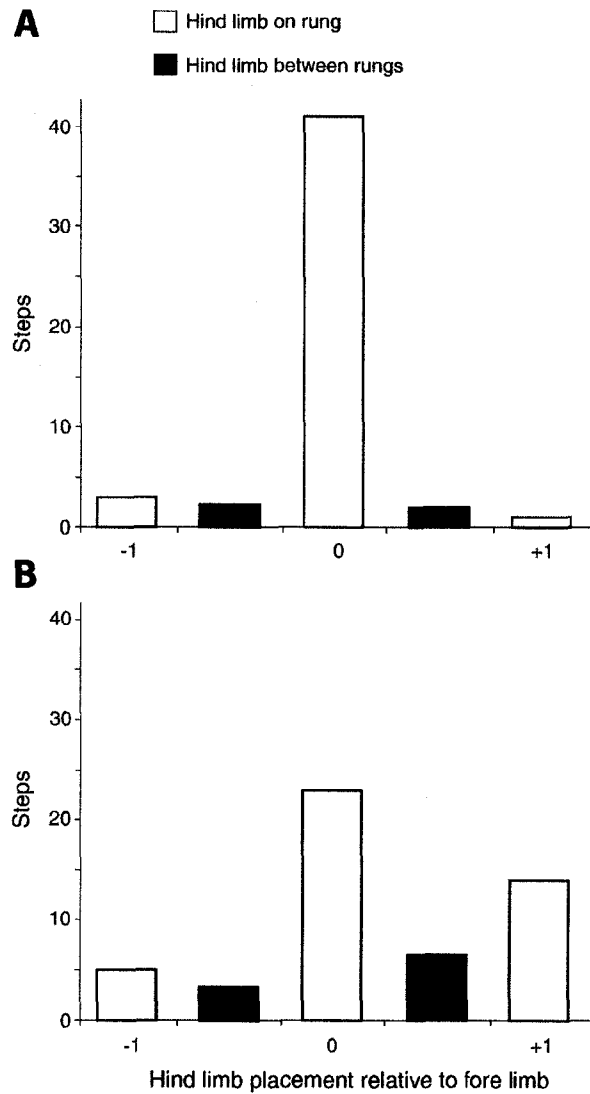 A
Hind limb on rung
Hind limb between rungs
40
30
20
10
0
Steps
-1
0
+1
B
40
30
20
10
0
Steps
-1
0
+1
Hind limb placement relative to fore limb